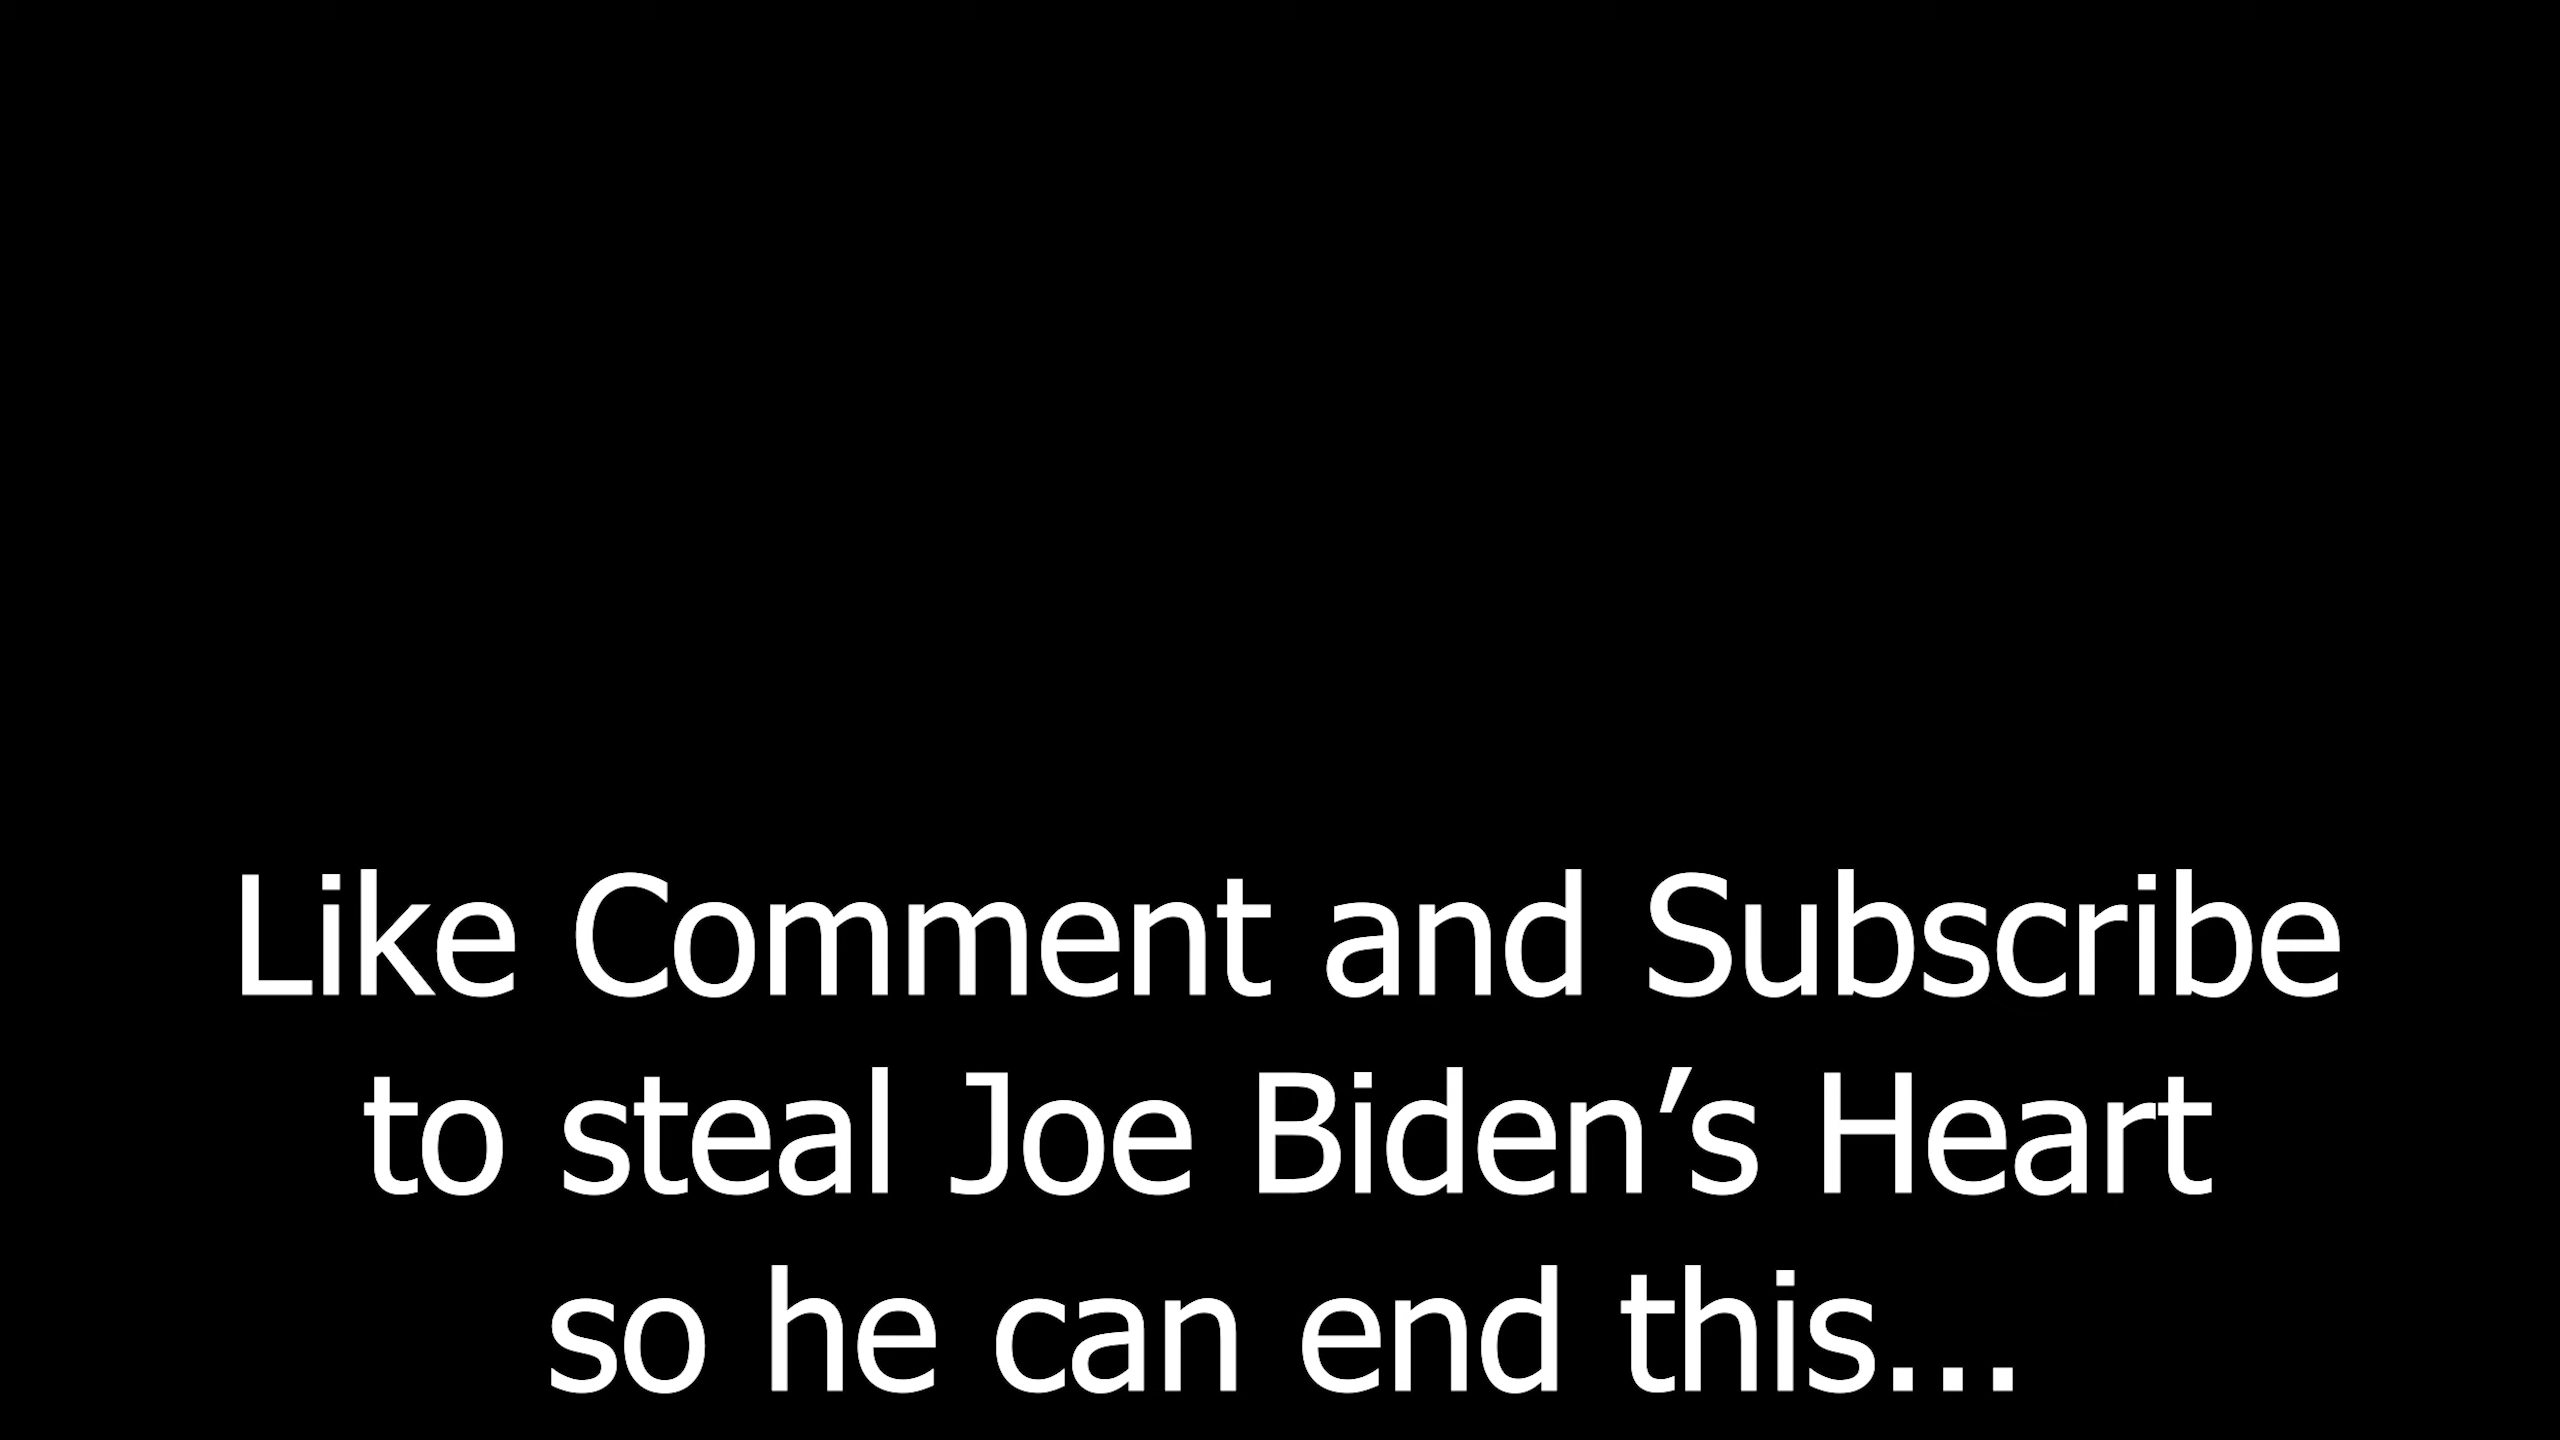 Like Comment and Subscribe
to steal Joe Biden’s Heart
so he can end this...